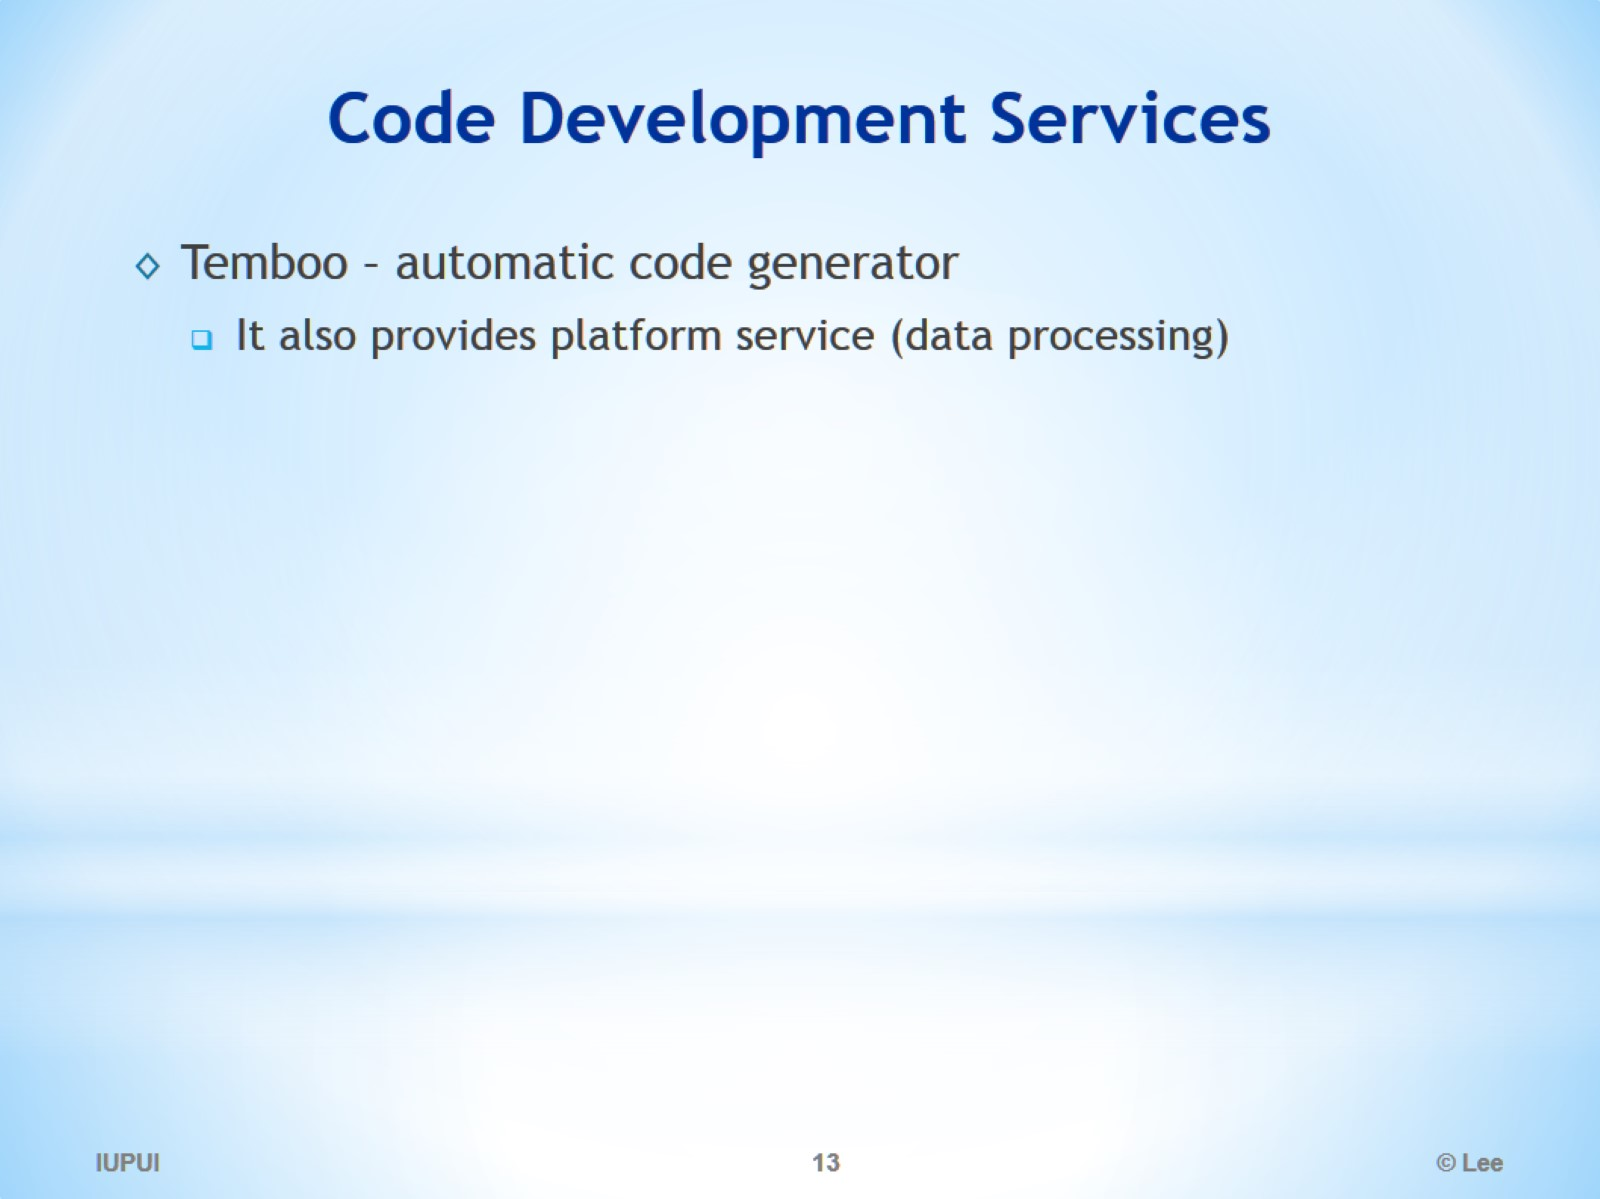 Code Development Services
Temboo – automatic code generator
It also provides platform service (data processing)
IUPUI 13 © Lee